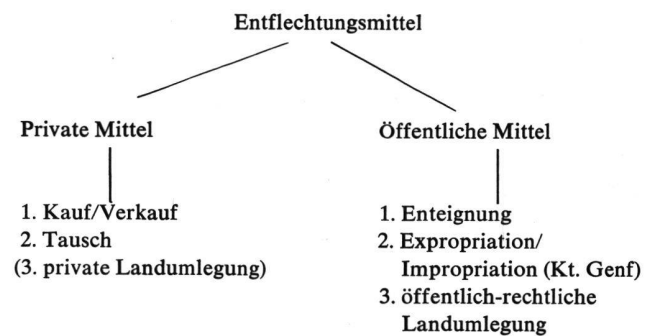 Entflechtungsmittel
Private Mittel
1. Kauf/Verkauf
2. Tausch
(3. private Landumlegung)
Öffentliche Mittel
1. Enteignung
2. Expropriation/
Impropriation (Kt. Genf)
3. öffentlich-rechtliche
Landumlegung